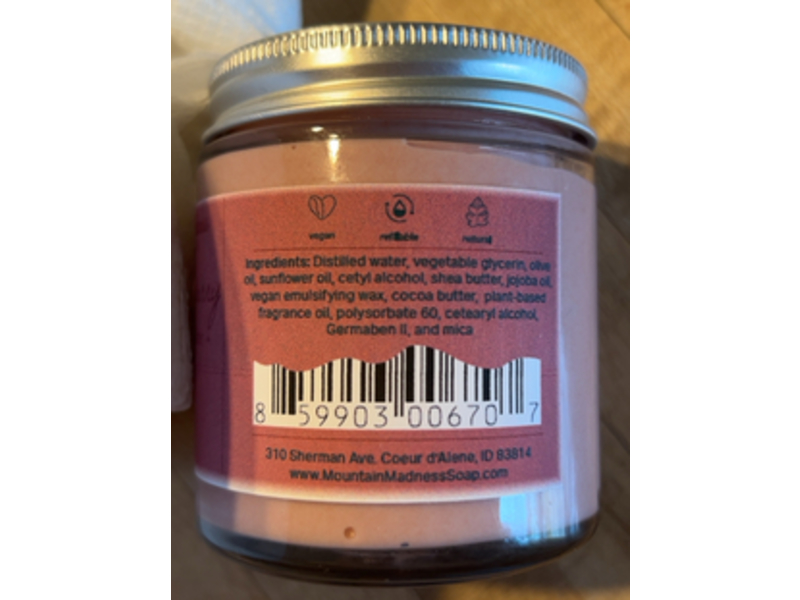 vegan refillable natural
Ingredients: Distilled water, vegetable glycerin, olive
oil, sunflower oil, cetyl alcohol, shea butter, jojoba oil,
vegan emulsifying wax, cocoa butter, plant-based
fragrance oil, polysorbate 60, cetearyl alcohol,
Germaben II, and mica
8 59903 00670 7
310 Sherman Ave. Coeur d'Alene, ID 83814
www.MountainMadnessSoap.com